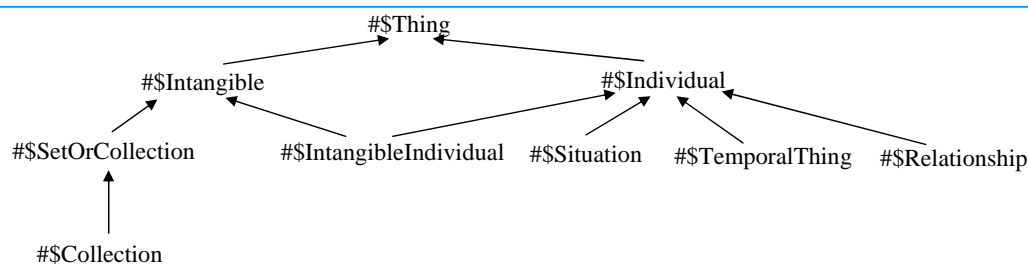 #$Thing
#$Intangible #$Individual
#$SetOrCollection #$IntangibleIndividual #$Situation #$TemporalThing #$Relationship
#$Collection